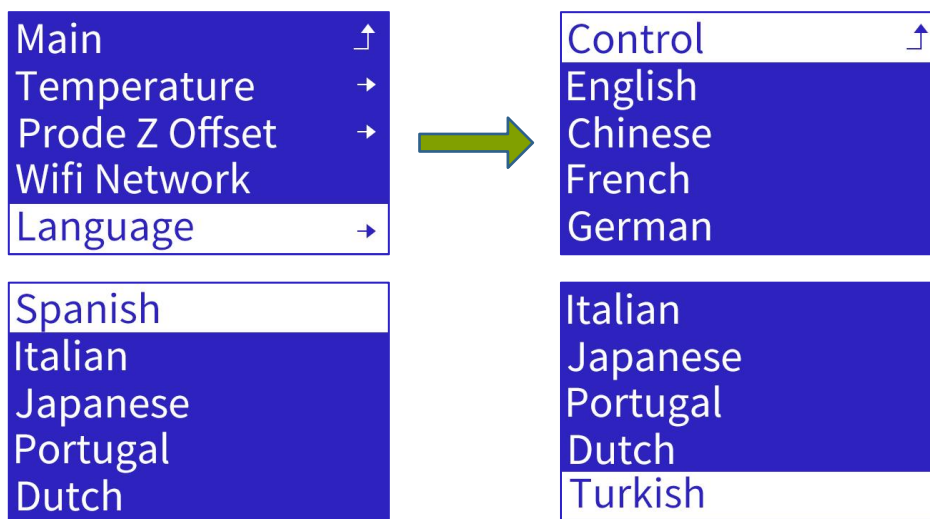 Main
Temperature
Prode Z Offset
Wifi Network
Language
Control
English
Chinese
French
German
Spanish
Italian
Japanese
Portugal
Dutch
Italian
Japanese
Portugal
Dutch
Turkish